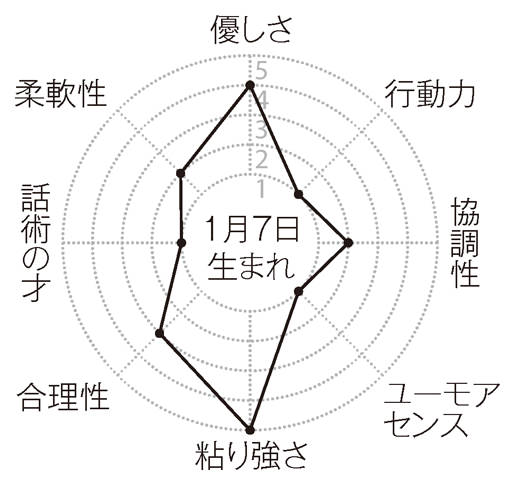 優しさ
行動力
協調性
ユーモア
センス
粘り強さ
合理性
話術の才
柔軟性
5
4
3
2
1
1月7日
生まれ